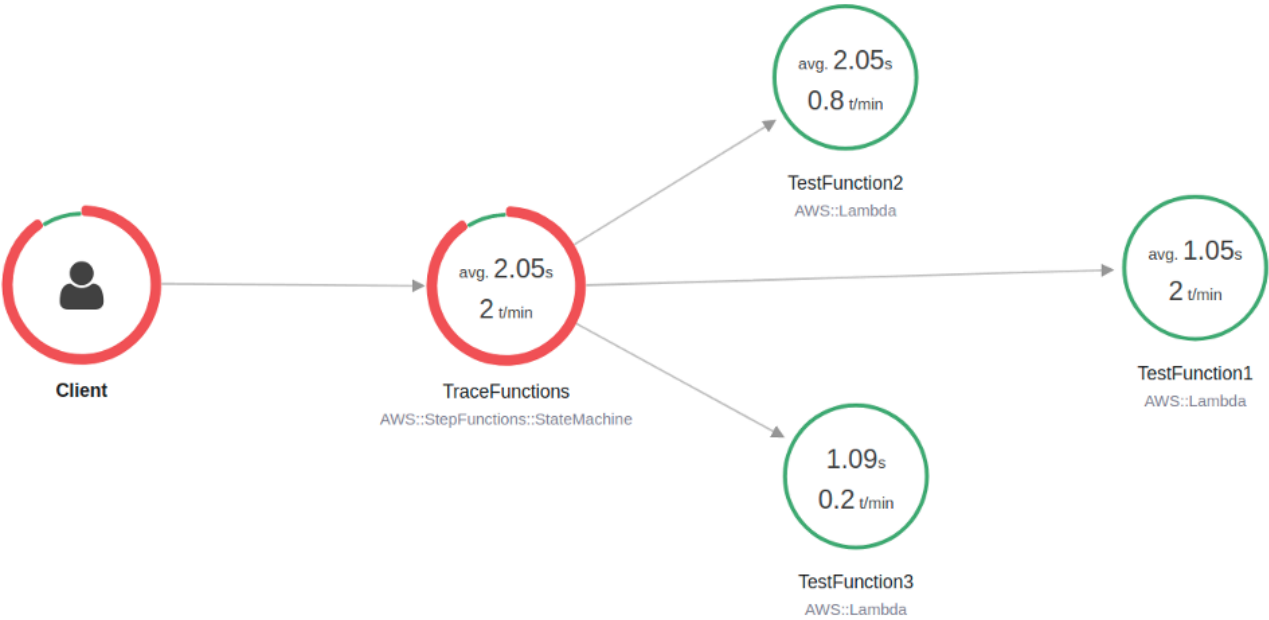 avg. 2.05s
0.8 t/min
TestFunction2
AWS::Lambda
avg. 1.05s
2 t/min
TestFunction1
AWS::Lambda
Client
avg. 2.05s
2 t/min
TraceFunctions
AWS::StepFunctions::StateMachine
1.09s
0.2 t/min
TestFunction3
AWS::Lambda